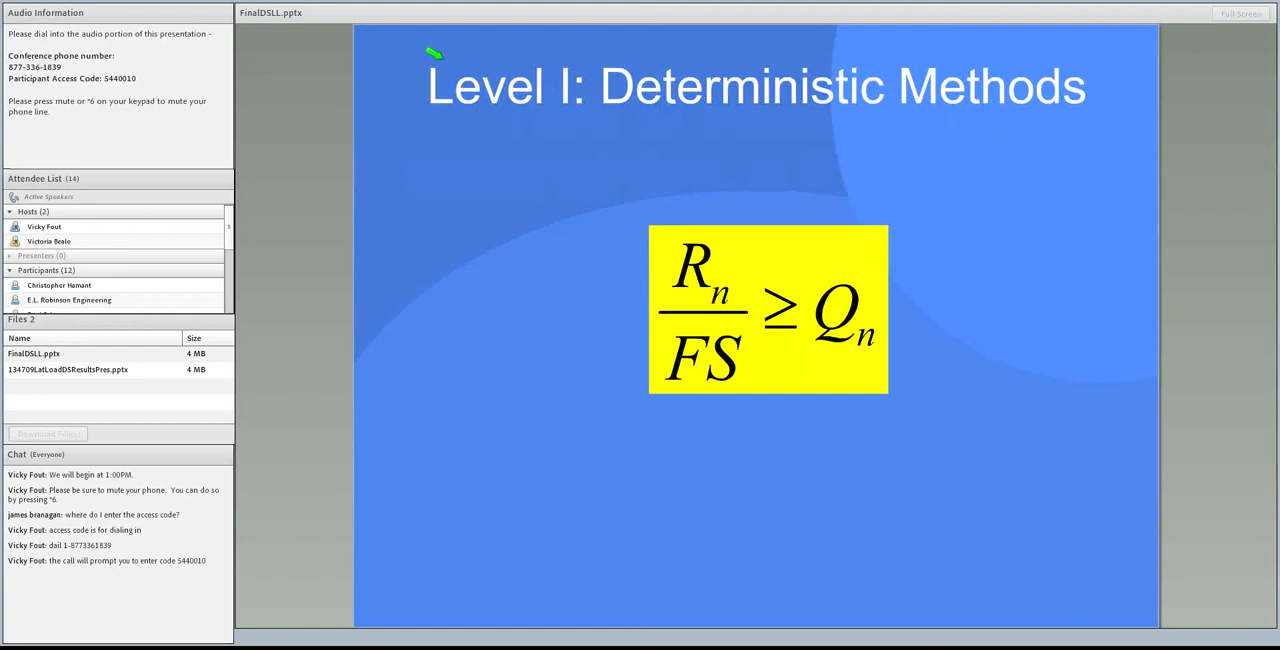 Audio Information
Please dial into the audio portion of this presentation -
Conference phone number:
877-336-1839
Participant Access Code: 5440010
Please press mute or *6 on your keypad to mute your
phone line.
Attendee List (14)
Active Speakers
Hosts (2)
Vicky Fout
Victoria Beale
Presenters (0)
Participants (12)
Christopher Hamant
E.L. Robinson Engineering
Files 2
Name Size
FinalDSLL.pptx 4 MB
134709LatLoadDSResultsPres.pptx 4 MB
Download File(s)
Chat (Everyone)
Vicky Fout: We will begin at 1:00PM.
Vicky Fout: Please be sure to mute your phone. You can do so
by pressing *6.
james branagan: where do I enter the access code?
Vicky Fout: access code is for dialing in
Vicky Fout: dail 1-8773361839
Vicky Fout: the call will prompt you to enter code 5440010
FinalDSLL.pptx
Full Screen
Level I: Deterministic Methods
Rn
≥ Qn
FS